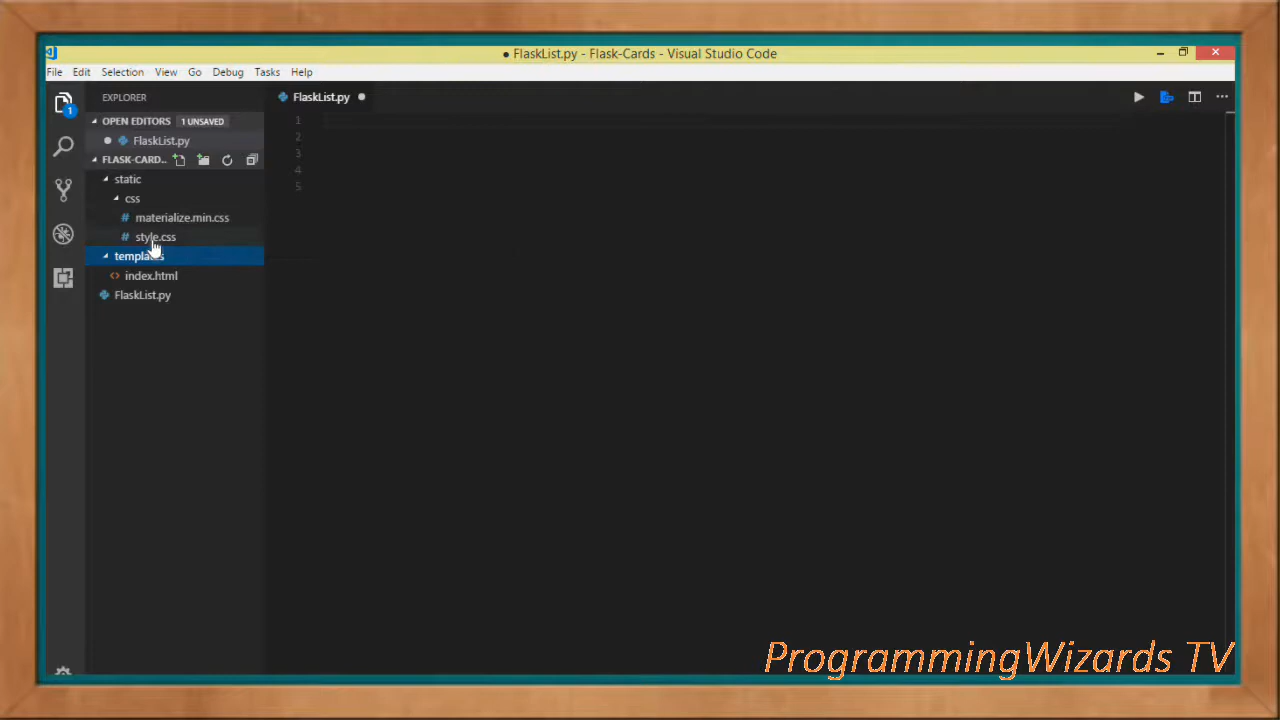 ● FlaskList.py - Flask-Cards - Visual Studio Code
File Edit Selection View Go Debug Tasks Help
EXPLORER
FlaskList.py
1
OPEN EDITORS 1 UNSAVED
FlaskList.py
FLASK-CARD...
static
css
materialize.min.css
style.css
templates
index.html
FlaskList.py
1
2
3
4
5
ProgrammingWizards TV